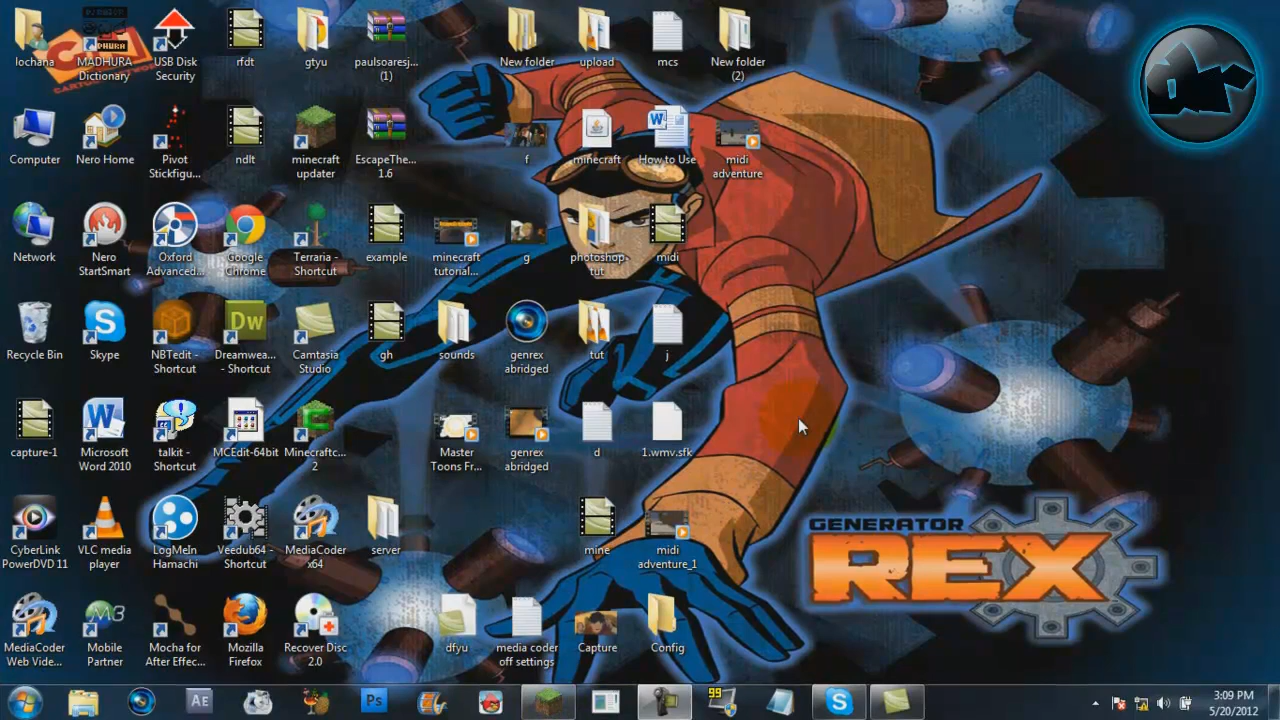 lochana
MADHURA
Dictionary
USB Disk
Security
rfdt
gtyu
paulsoaresj...
(1)
New folder
upload
mcs
New folder
(2)
Computer
Nero Home
Pivot
Stickfigu...
ndlt
minecraft
updater
EscapeThe...
1.6
f
minecraft
How to Use
midi
adventure
Network
Nero
StartSmart
Oxford
Advanced...
Google
Chrome
Terraria -
Shortcut
example
minecraft
tutorial...
g
photoshop
tut
midi
Recycle Bin
Skype
NBTedit -
Shortcut
Dw
Dreamwea...
- Shortcut
Camtasia
Studio
gh
sounds
genrex
abridged
tut
j
capture-1
Microsoft
Word 2010
talkit -
Shortcut
MCEdit-64bit
Minecraftc...
2
Master
Toons Fr...
genrex
abridged
d
1.wmv.sfk
CyberLink
PowerDVD 11
VLC media
player
LogMeIn
Hamachi
Veedub64 -
Shortcut
MediaCoder
x64
server
mine
midi
adventure_1
GENERATOR
REX
MediaCoder
Web Vide...
Mobile
Partner
Mocha for
After Effec...
Mozilla
Firefox
Recover Disc
2.0
dfyu
media coder
off settings
Capture
Config
Ae
Ps
99
3:09 PM
5/20/2012